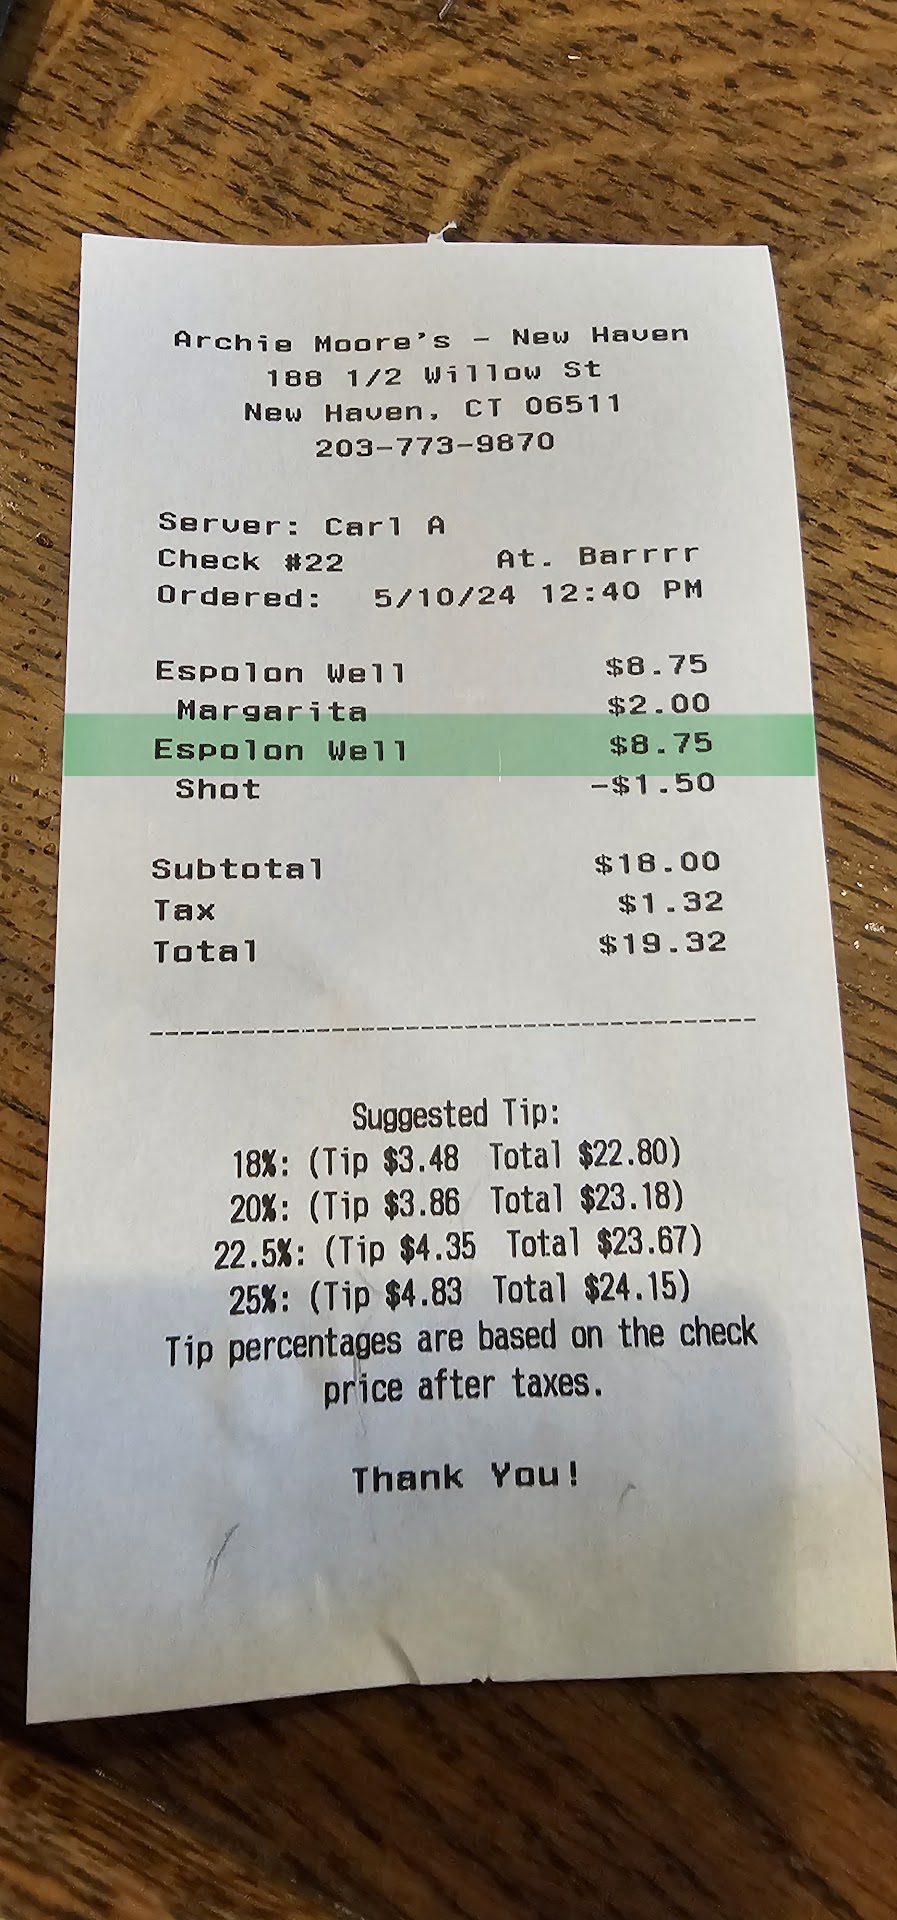 Archie Moore's - New Haven
188 1/2 Willow St
New Haven, CT 06511
203-773-9870
Server: Carl A
Check #22 At. Barrrr
Ordered: 5/10/24 12:40 PM
Espolon Well $8.75
Margarita $2.00
Espolon Well $8.75
Shot -$1.50
Subtotal $18.00
Tax $1.32
Total $19.32
Suggested Tip:
18%: (Tip $3.48 Total $22.80)
20%: (Tip $3.86 Total $23.18)
22.5%: (Tip $4.35 Total $23.67)
25%: (Tip $4.83 Total $24.15)
Tip percentages are based on the check
price after taxes.
Thank You!